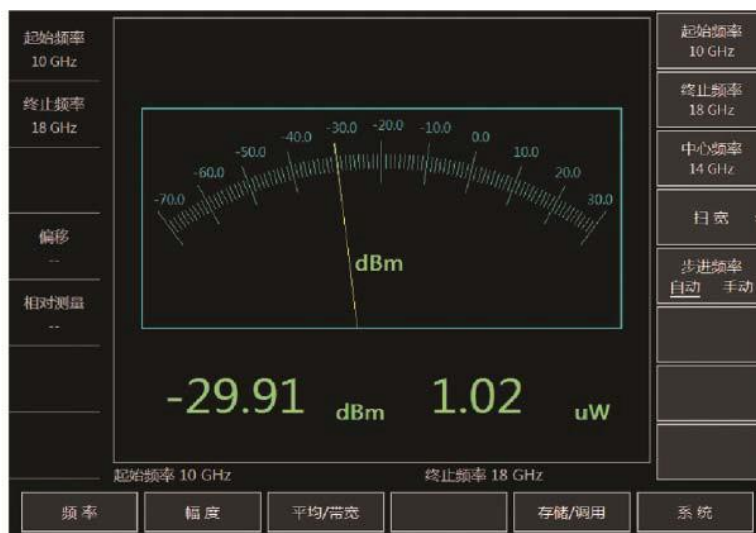 起始频率
10 GHz
终止频率
18 GHz
偏移
--
相对测量
--
-70.0
-60.0
-50.0
-40.0
-30.0
-20.0
-10.0
0.0
10.0
20.0
30.0
dBm
-29.91 dBm 1.02 uW
起始频率 10 GHz 终止频率 18 GHz
起始频率
10 GHz
终止频率
18 GHz
中心频率
14 GHz
扫宽
步进频率
自动 手动
频率 幅度 平均/带宽 存储/调用 系统